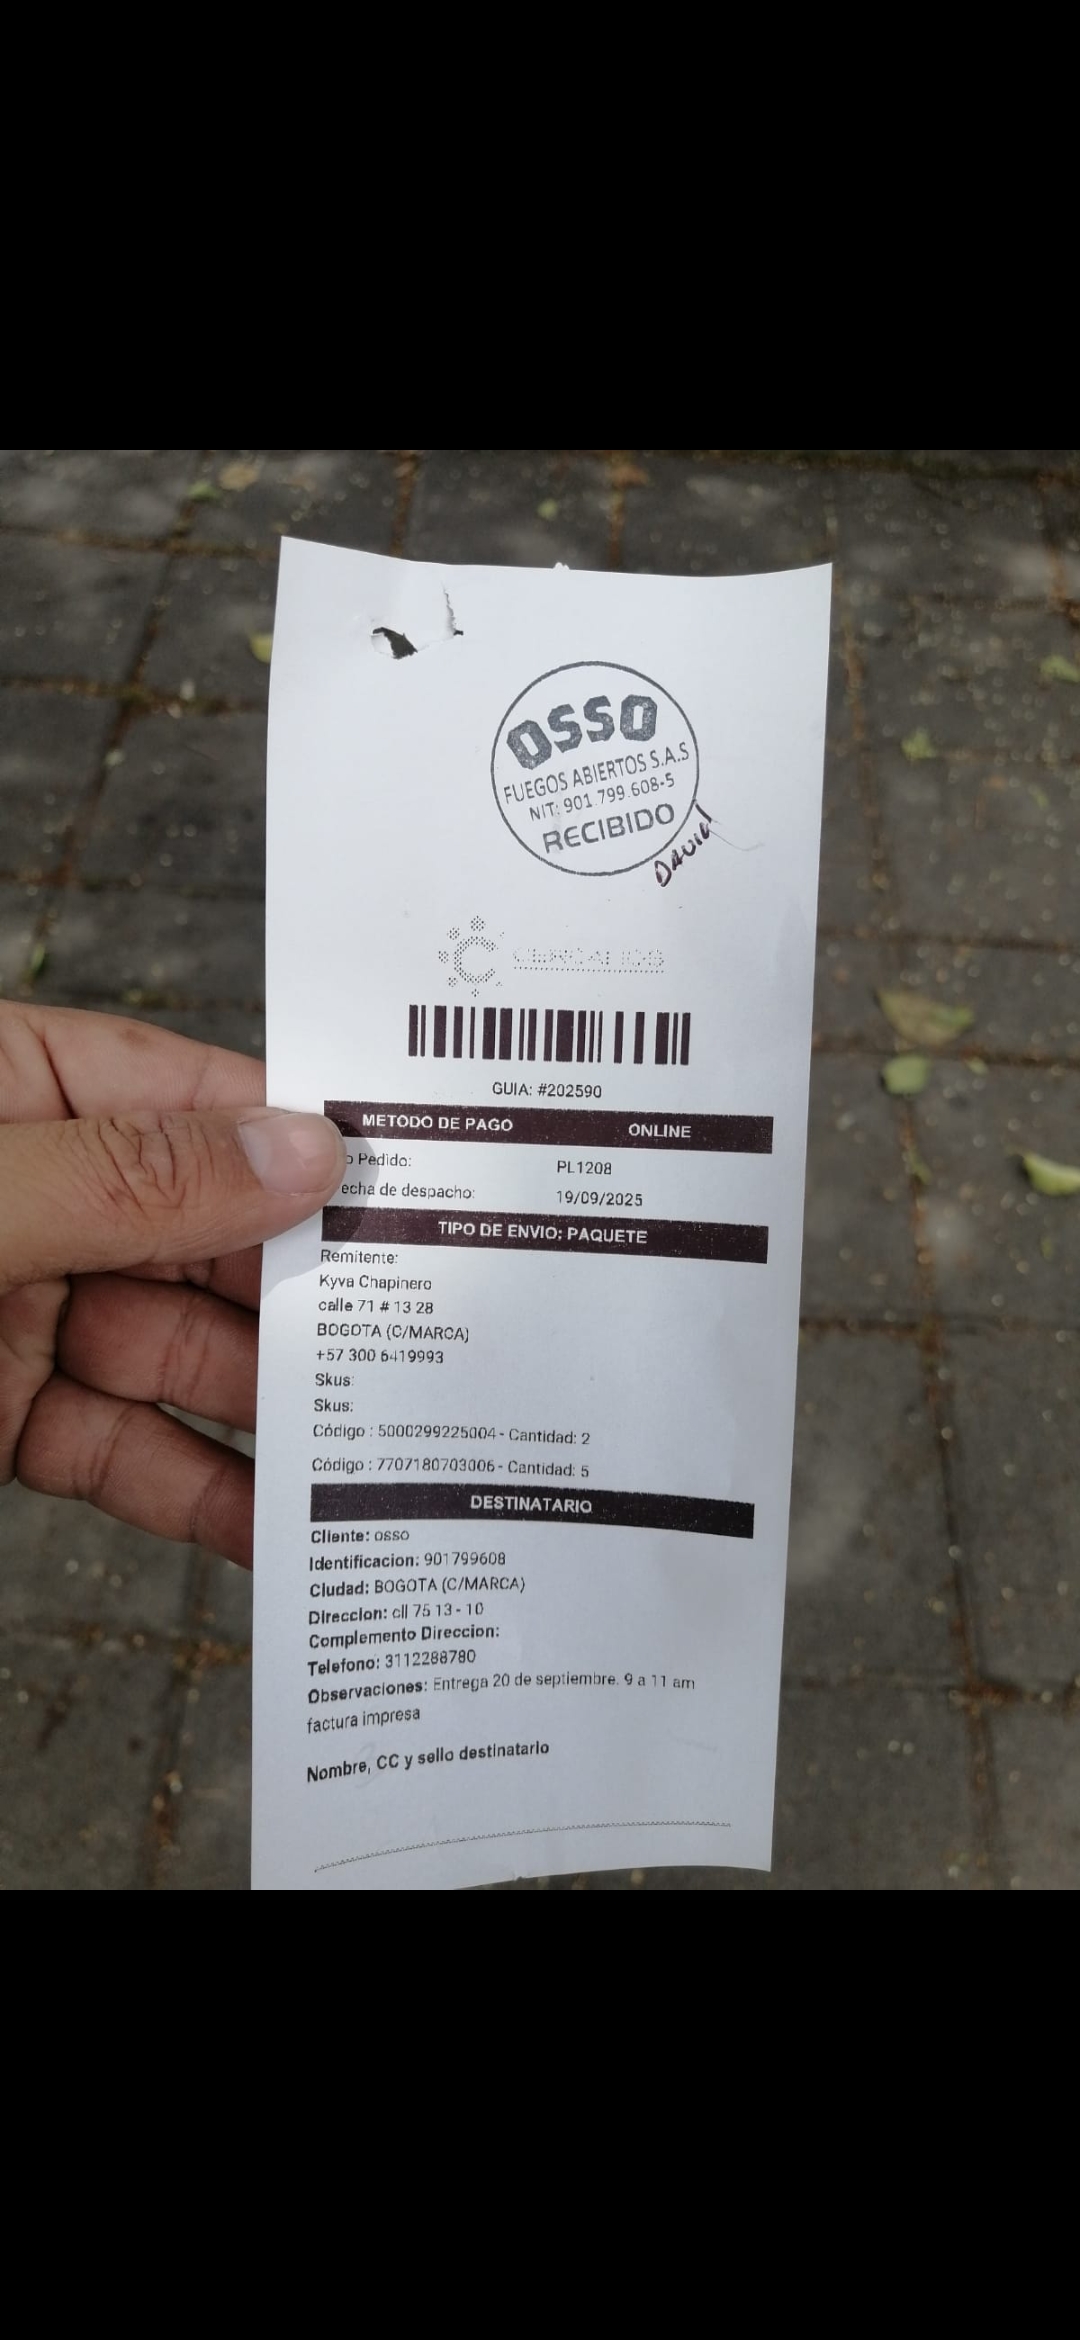 OSSO
FUEGOS ABIERTOS S.A.S
NIT: 901.799.608-5
RECIBIDO
DAVID
GUIA: #202590
METODO DE PAGO ONLINE
o Pedido: PL1208
echa de despacho: 19/09/2025
TIPO DE ENVIO: PAQUETE
Remitente:
Kyva Chapinero
calle 71 # 13 28
BOGOTA (C/MARCA)
+57 300 6419993
Skus:
Skus:
Código : 5000299225004 - Cantidad: 2
Código : 7707180703006 - Cantidad: 5
DESTINATARIO
Cliente: osso
Identificacion: 901799608
Ciudad: BOGOTA (C/MARCA)
Direccion: cll 75 13 - 10
Complemento Direccion:
Telefono: 3112288780
Observaciones: Entrega 20 de septiembre. 9 a 11 am
factura impresa
Nombre, CC y sello destinatario